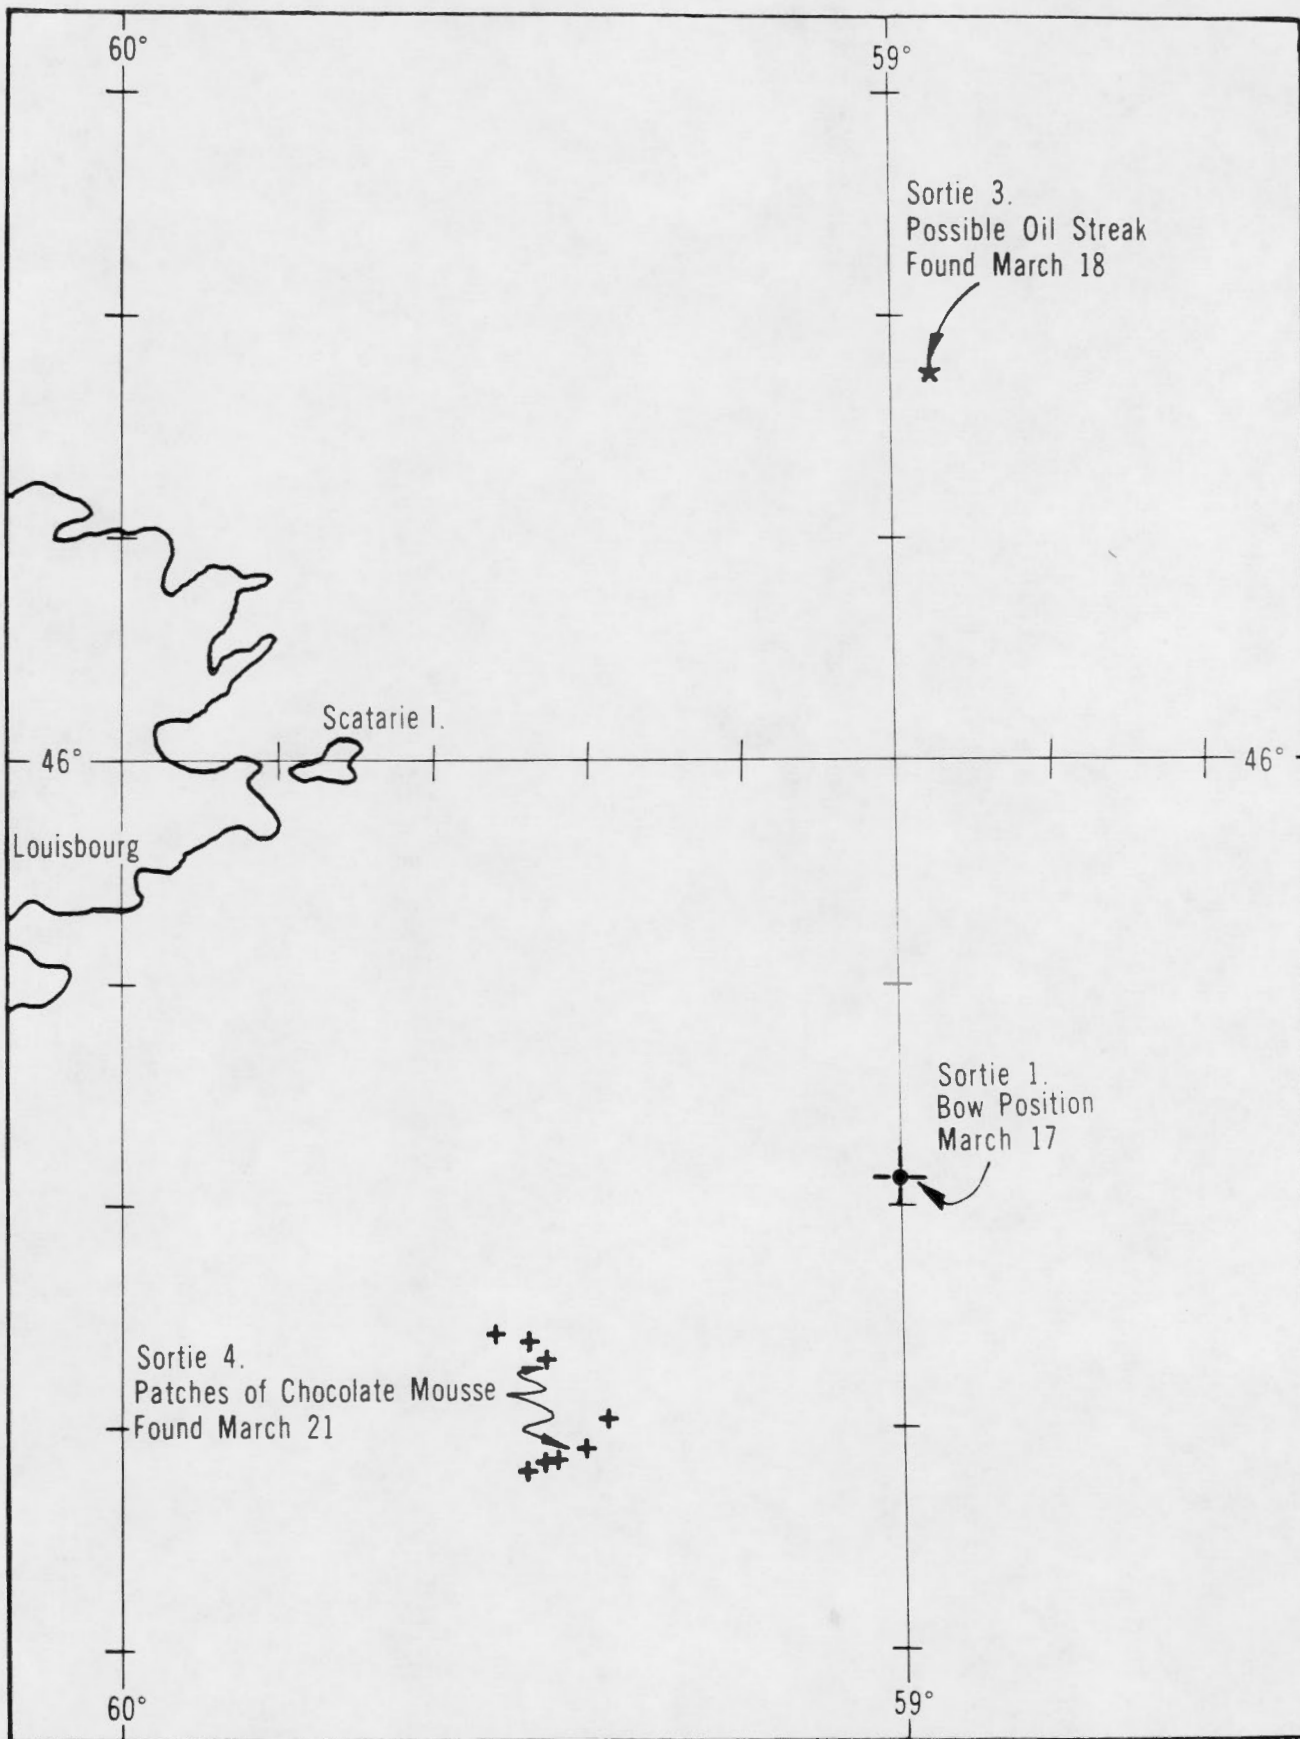 60°
59°
Sortie 3.
Possible Oil Streak
Found March 18
Scatarie I.
46°
46°
Louisbourg
Sortie 1.
Bow Position
March 17
Sortie 4.
Patches of Chocolate Mousse
Found March 21
60°
59°